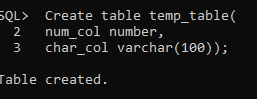 SQL> Create table temp_table(
2 num_col number,
3 char_col varchar(100));
Table created.